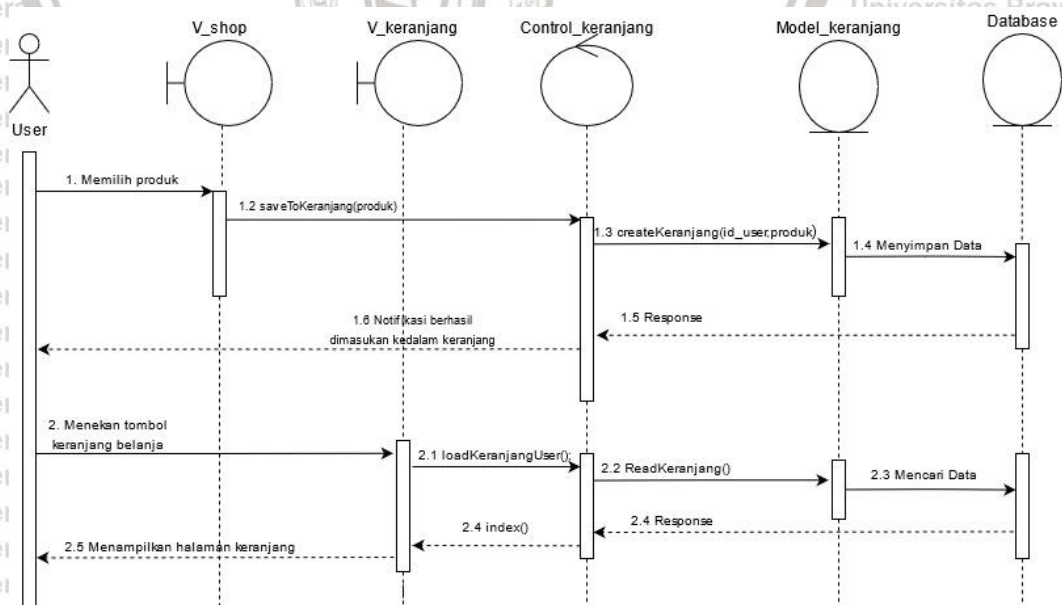 Universitas Braw
V_shop
V_keranjang
Control_keranjang
Model_keranjang
Database
User
1. Memilih produk
1.2 saveToKeranjang(produk)
1.3 createKeranjang(id_user,produk)
1.4 Menyimpan Data
1.5 Response
1.6 Notifikasi berhasil
dimasukan kedalam keranjang
2. Menekan tombol
keranjang belanja
2.1 loadKeranjangUser();
2.2 ReadKeranjang()
2.3 Mencari Data
2.4 Response
2.4 index()
2.5 Menampilkan halaman keranjang